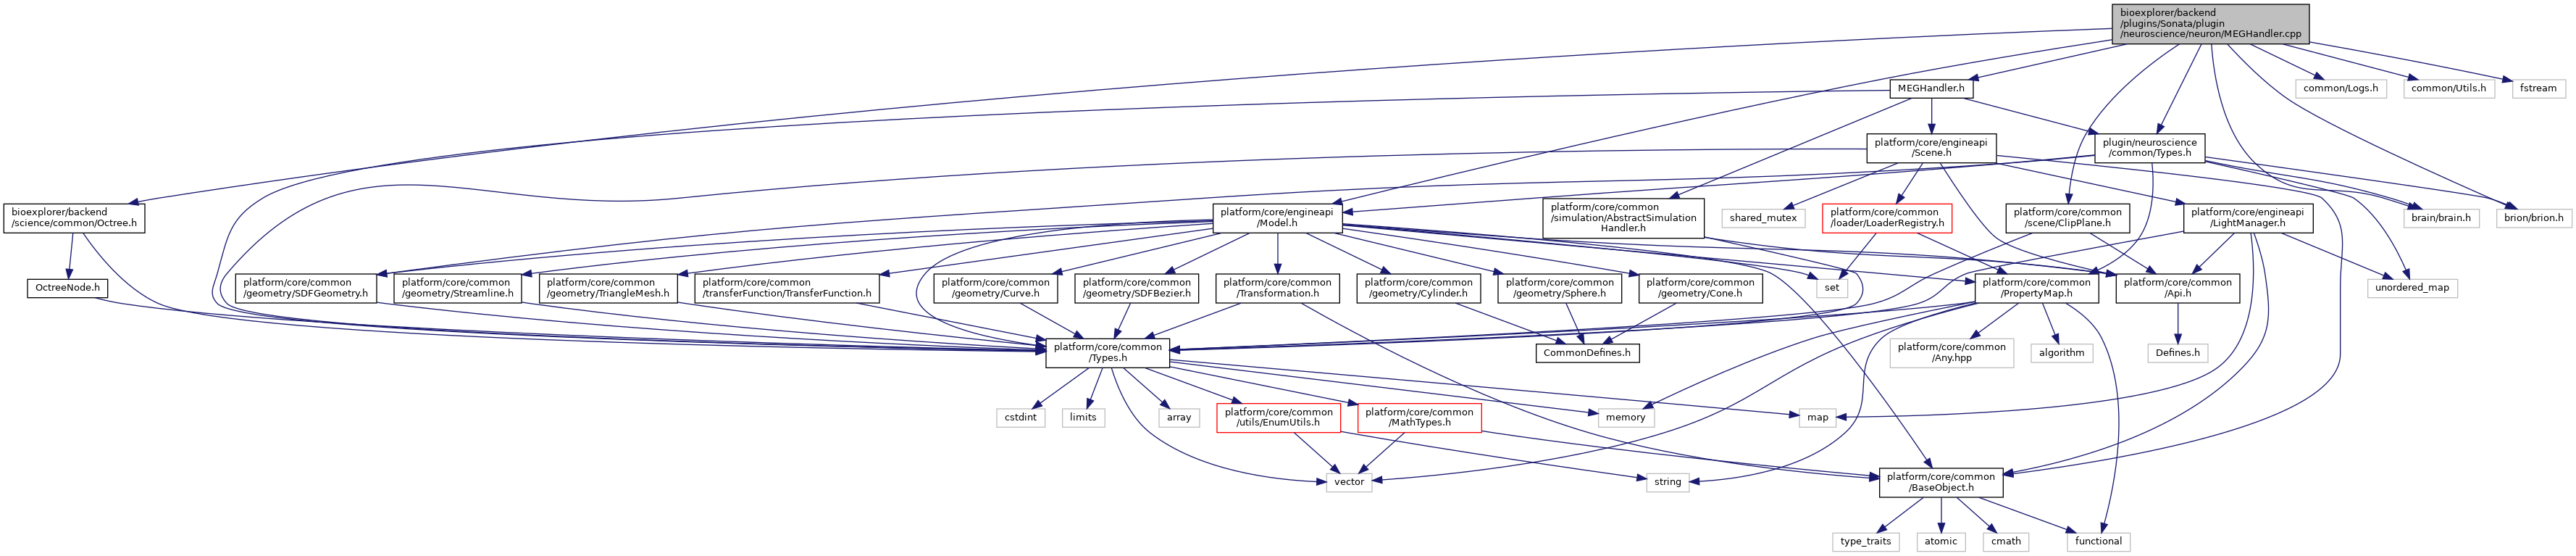 bioexplorer/backend
/plugins/Sonata/plugin
/neuroscience/neuron/MEGHandler.cpp
MEGHandler.h
common/Logs.h
common/Utils.h
fstream
platform/core/engineapi
/Scene.h
plugin/neuroscience
/common/Types.h
bioexplorer/backend
/science/common/Octree.h
platform/core/engineapi
/Model.h
platform/core/common
/simulation/AbstractSimulation
Handler.h
shared_mutex
platform/core/common
/loader/LoaderRegistry.h
platform/core/common
/scene/ClipPlane.h
platform/core/engineapi
/LightManager.h
brain/brain.h
brion/brion.h
OctreeNode.h
platform/core/common
/geometry/SDFGeometry.h
platform/core/common
/geometry/Streamline.h
platform/core/common
/geometry/TriangleMesh.h
platform/core/common
/transferFunction/TransferFunction.h
platform/core/common
/geometry/Curve.h
platform/core/common
/geometry/SDFBezier.h
platform/core/common
/Transformation.h
platform/core/common
/geometry/Cylinder.h
platform/core/common
/geometry/Sphere.h
platform/core/common
/geometry/Cone.h
set
platform/core/common
/PropertyMap.h
platform/core/common
/Api.h
unordered_map
platform/core/common
/Types.h
CommonDefines.h
platform/core/common
/Any.hpp
algorithm
Defines.h
cstdint
limits
array
platform/core/common
/utils/EnumUtils.h
platform/core/common
/MathTypes.h
memory
map
vector
string
platform/core/common
/BaseObject.h
type_traits
atomic
cmath
functional